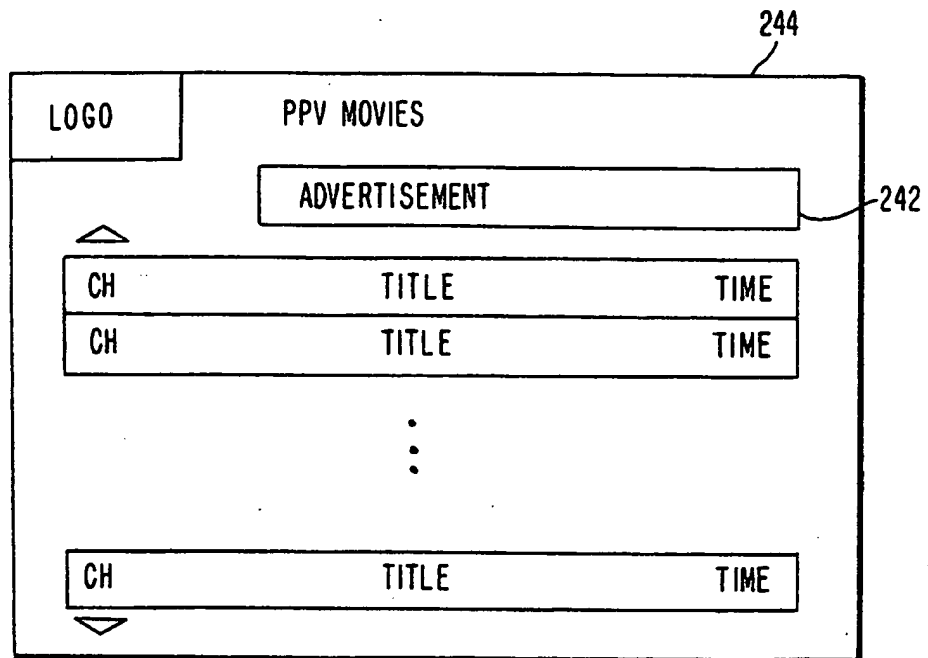 244
LOGO
PPV MOVIES
ADVERTISEMENT
242
CH TITLE TIME
CH TITLE TIME
CH TITLE TIME